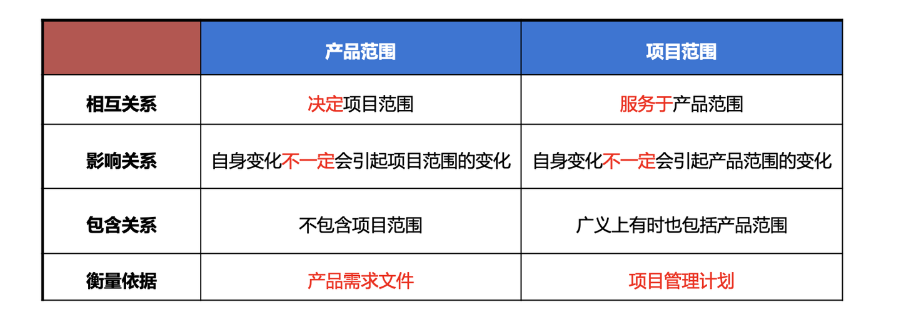 产品范围 项目范围
相互关系 决定项目范围 服务于产品范围
影响关系 自身变化不一定会引起项目范围的变化 自身变化不一定会引起产品范围的变化
包含关系 不包含项目范围 广义上有时也包括产品范围
衡量依据 产品需求文件 项目管理计划